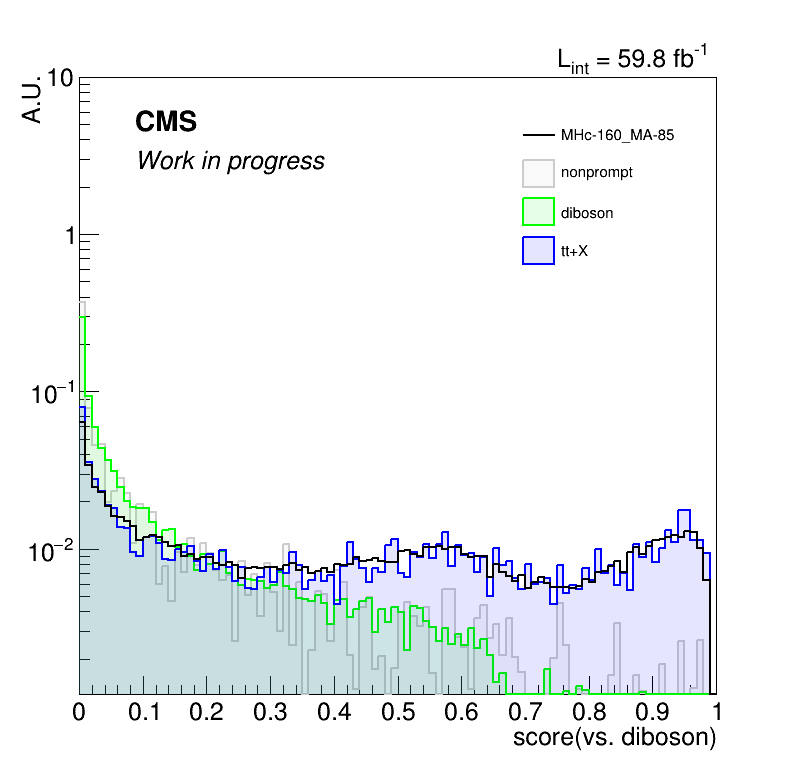 L_int = 59.8 fb^-1
A.U.
CMS
Work in progress
MHc-160_MA-85
nonprompt
diboson
tt+X
10
1
10^−1
10^−2
0 0.1 0.2 0.3 0.4 0.5 0.6 0.7 0.8 0.9 1
score(vs. diboson)